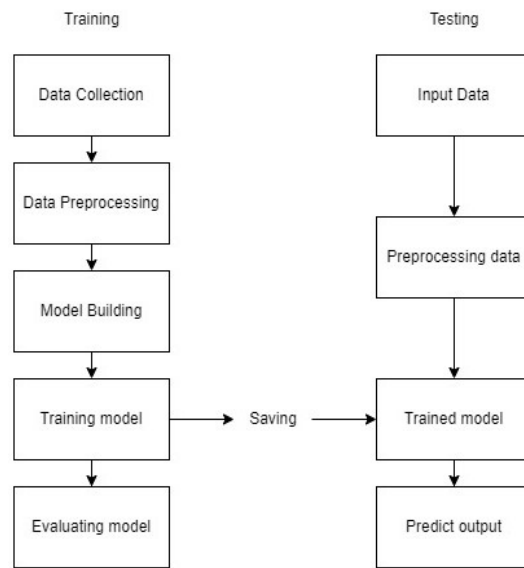 Training
Data Collection
Data Preprocessing
Model Building
Training model
Evaluating model
Saving
Testing
Input Data
Preprocessing data
Trained model
Predict output